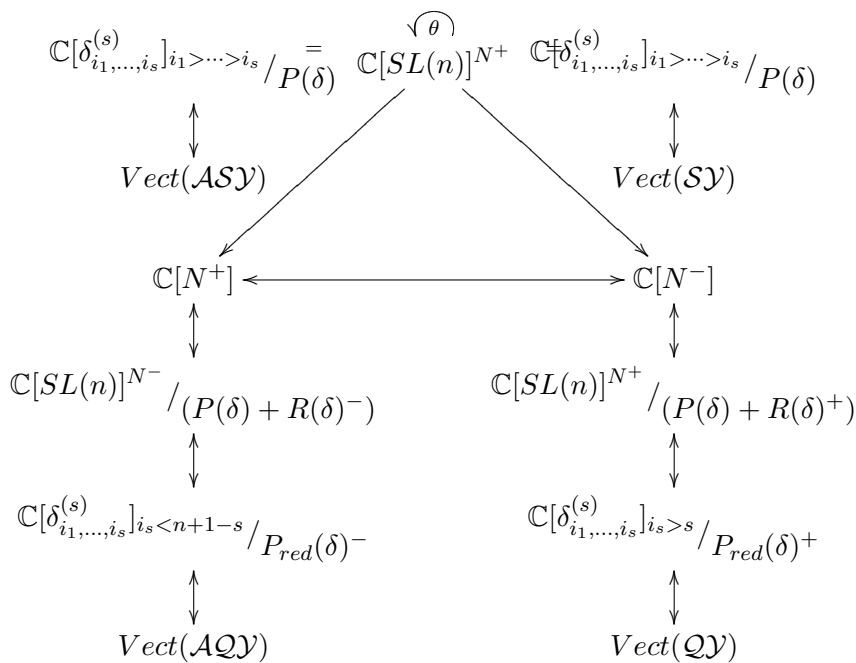 θ
ℂ[δ^{(s)}_{i_1,...,i_s}]_{i_1>···>i_s}/P(δ) = ℂ[SL(n)]^{N^+} = ℂ[δ^{(s)}_{i_1,...,i_s}]_{i_1>···>i_s}/P(δ)
Vect(𝒜𝒮𝒴) Vect(𝒮𝒴)
ℂ[N^+] ℂ[N^-]
ℂ[SL(n)]^{N^-}/(P(δ) + R(δ)^-) ℂ[SL(n)]^{N^+}/(P(δ) + R(δ)^+)
ℂ[δ^{(s)}_{i_1,...,i_s}]_{i_s<n+1-s}/P_{red}(δ)^- ℂ[δ^{(s)}_{i_1,...,i_s}]_{i_s>s}/P_{red}(δ)^+
Vect(𝒜𝒬𝒴) Vect(𝒬𝒴)